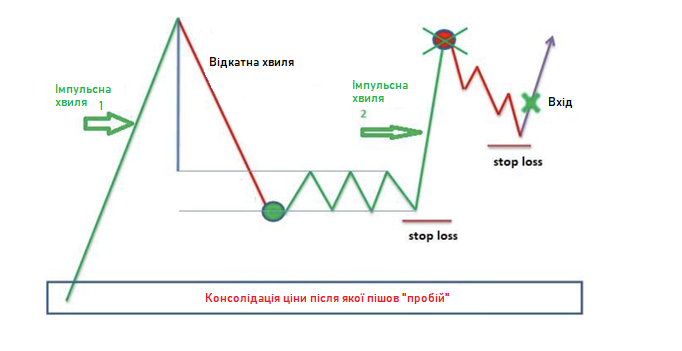 Відкатна хвиля
Імпульсна
хвиля 1
Імпульсна
хвиля
2
Вхід
stop loss
stop loss
Консолідація ціни після якої пішов "пробій"